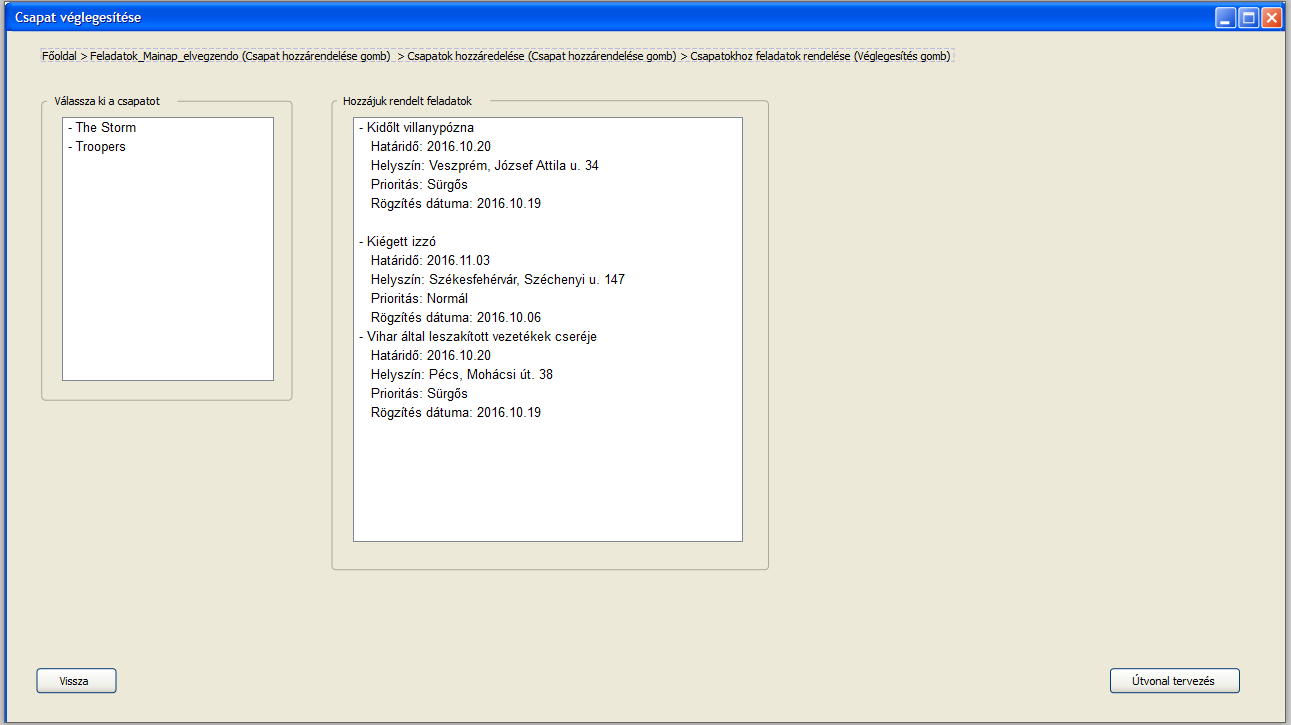 Csapat véglegesítése
Főoldal > Feladatok_Mainap_elvegzendo (Csapat hozzárendelése gomb) > Csapatok hozzáredelése (Csapat hozzárendelése gomb) > Csapatokhoz feladatok rendelése (Véglegesítés gomb)
Válassza ki a csapatot
- The Storm
- Troopers
Hozzájuk rendelt feladatok
- Kidőlt villanypózna
Határidő: 2016.10.20
Helyszín: Veszprém, József Attila u. 34
Prioritás: Sürgős
Rögzítés dátuma: 2016.10.19
- Kiégett izzó
Határidő: 2016.11.03
Helyszín: Székesfehérvár, Széchenyi u. 147
Prioritás: Normál
Rögzítés dátuma: 2016.10.06
- Vihar által leszakított vezetékek cseréje
Határidő: 2016.10.20
Helyszín: Pécs, Mohácsi út. 38
Prioritás: Sürgős
Rögzítés dátuma: 2016.10.19
Vissza
Útvonal tervezés